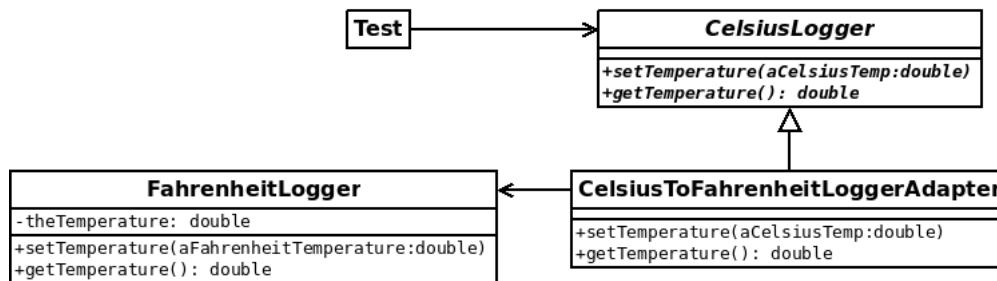 Test
CelsiusLogger
+setTemperature(aCelsiusTemp:double)
+getTemperature(): double
FahrenheitLogger
-theTemperature: double
+setTemperature(aFahrenheitTemperature:double)
+getTemperature(): double
CelsiusToFahrenheitLoggerAdapter
+setTemperature(aCelsiusTemp:double)
+getTemperature(): double